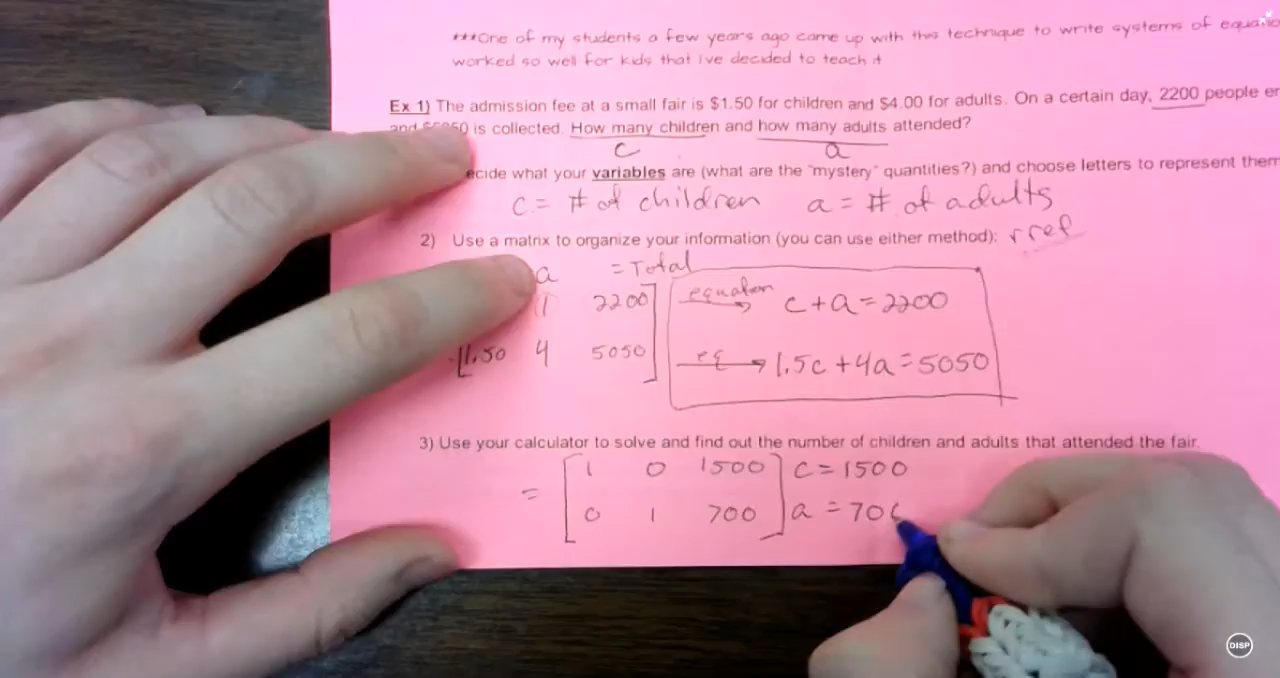 ***One of my students a few years ago came up with this technique to write systems of
worked so well for kids that ive decided to teach it
Ex 1) The admission fee at a small fair is $1.50 for children and $4.00 for adults. On a certain day, 2200 people
is collected. How many children and how many adults attended?
c a
what your variables are (what are the "mystery" quantities?) and choose letters to represent them
c = # of children a = # of adults
2) Use a matrix to organize your information (you can use either method): rref
a = Total
1 2200 equation c + a = 2200
1.50 4 5050 eq 1.5c + 4a = 5050
3) Use your calculator to solve and find out the number of children and adults that attended the fair.
= [ 1 0 1500 ] c = 1500
0 1 700 a = 700
DISP